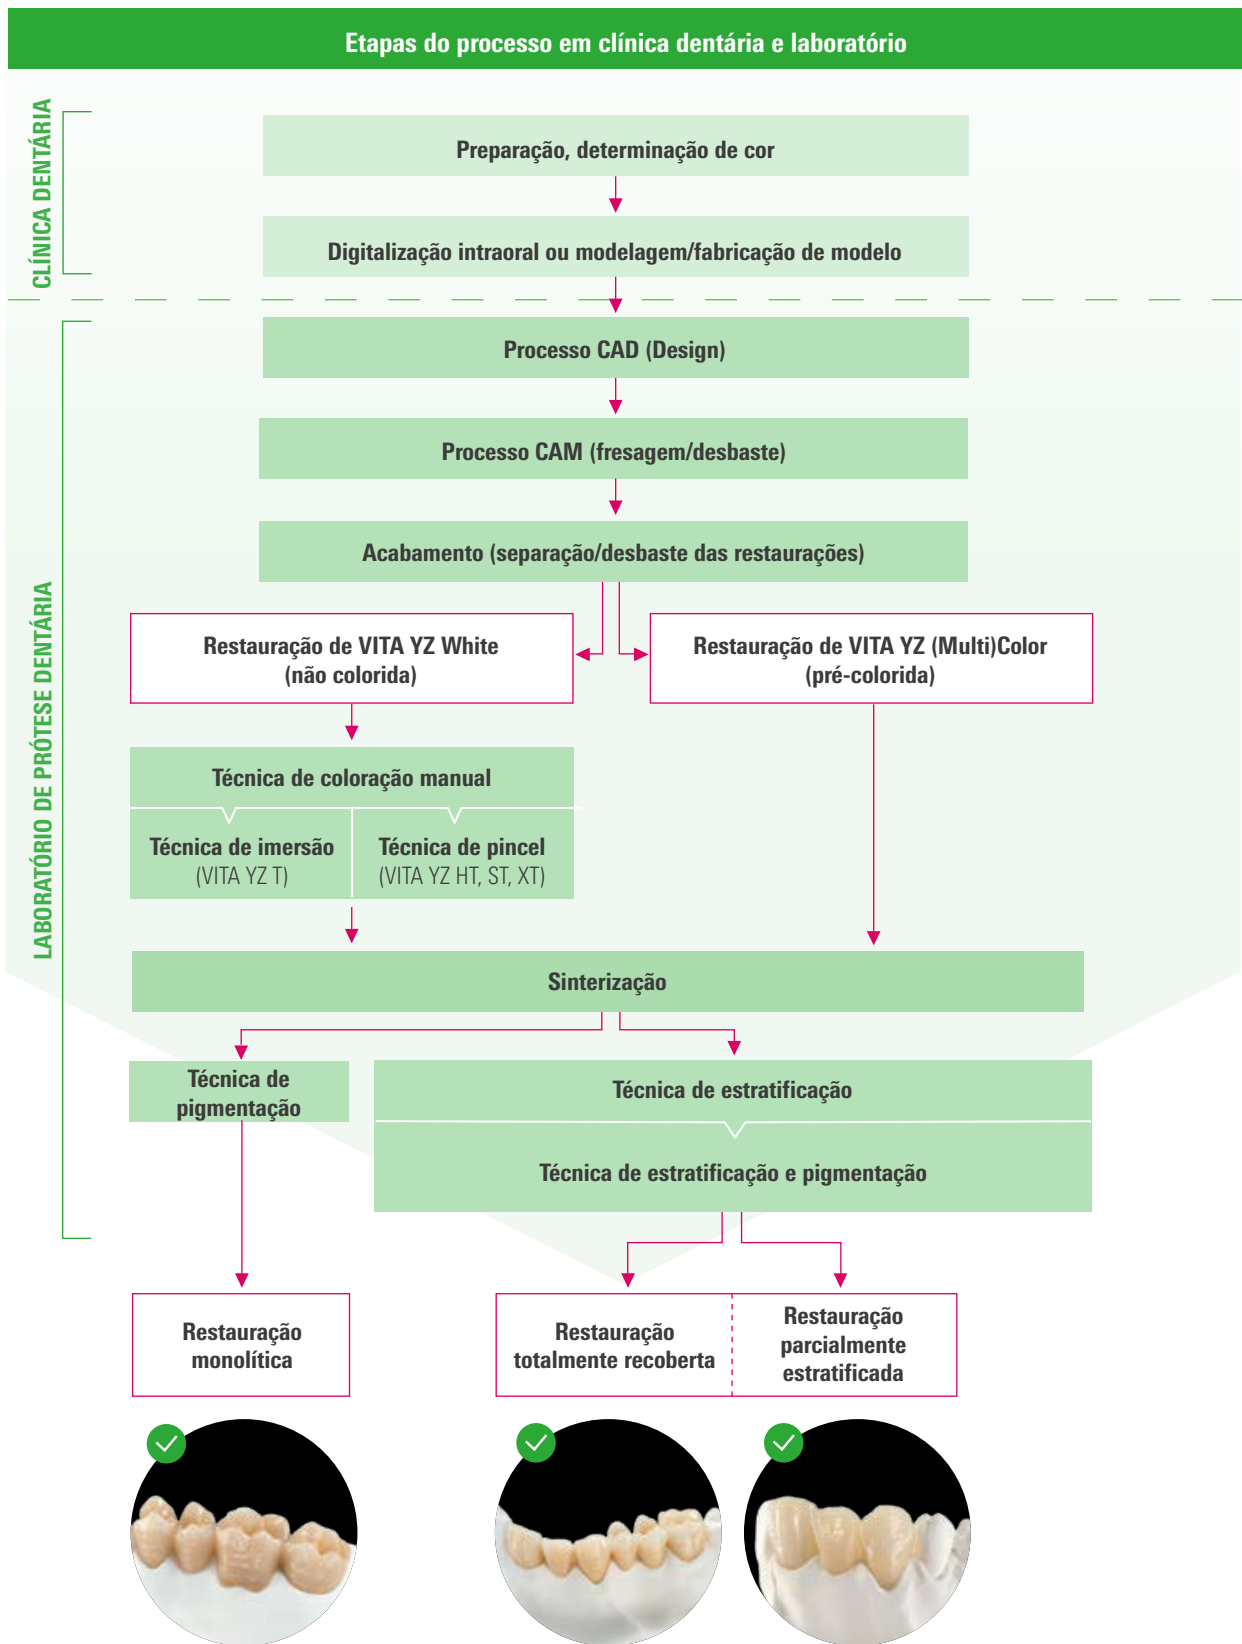 Etapas do processo em clínica dentária e laboratório
CLÍNICA DENTÁRIA
Preparação, determinação de cor
Digitalização intraoral ou modelagem/fabricação de modelo
LABORATÓRIO DE PRÓTESE DENTÁRIA
Processo CAD (Design)
Processo CAM (fresagem/desbaste)
Acabamento (separação/desbaste das restaurações)
Restauração de VITA YZ White
(não colorida)
Restauração de VITA YZ (Multi)Color
(pré-colorida)
Técnica de coloração manual
Técnica de imersão
(VITA YZ T)
Técnica de pincel
(VITA YZ HT, ST, XT)
Sinterização
Técnica de
pigmentação
Técnica de estratificação
Técnica de estratificação e pigmentação
Restauração
monolítica
Restauração
totalmente recoberta
Restauração
parcialmente
estratificada